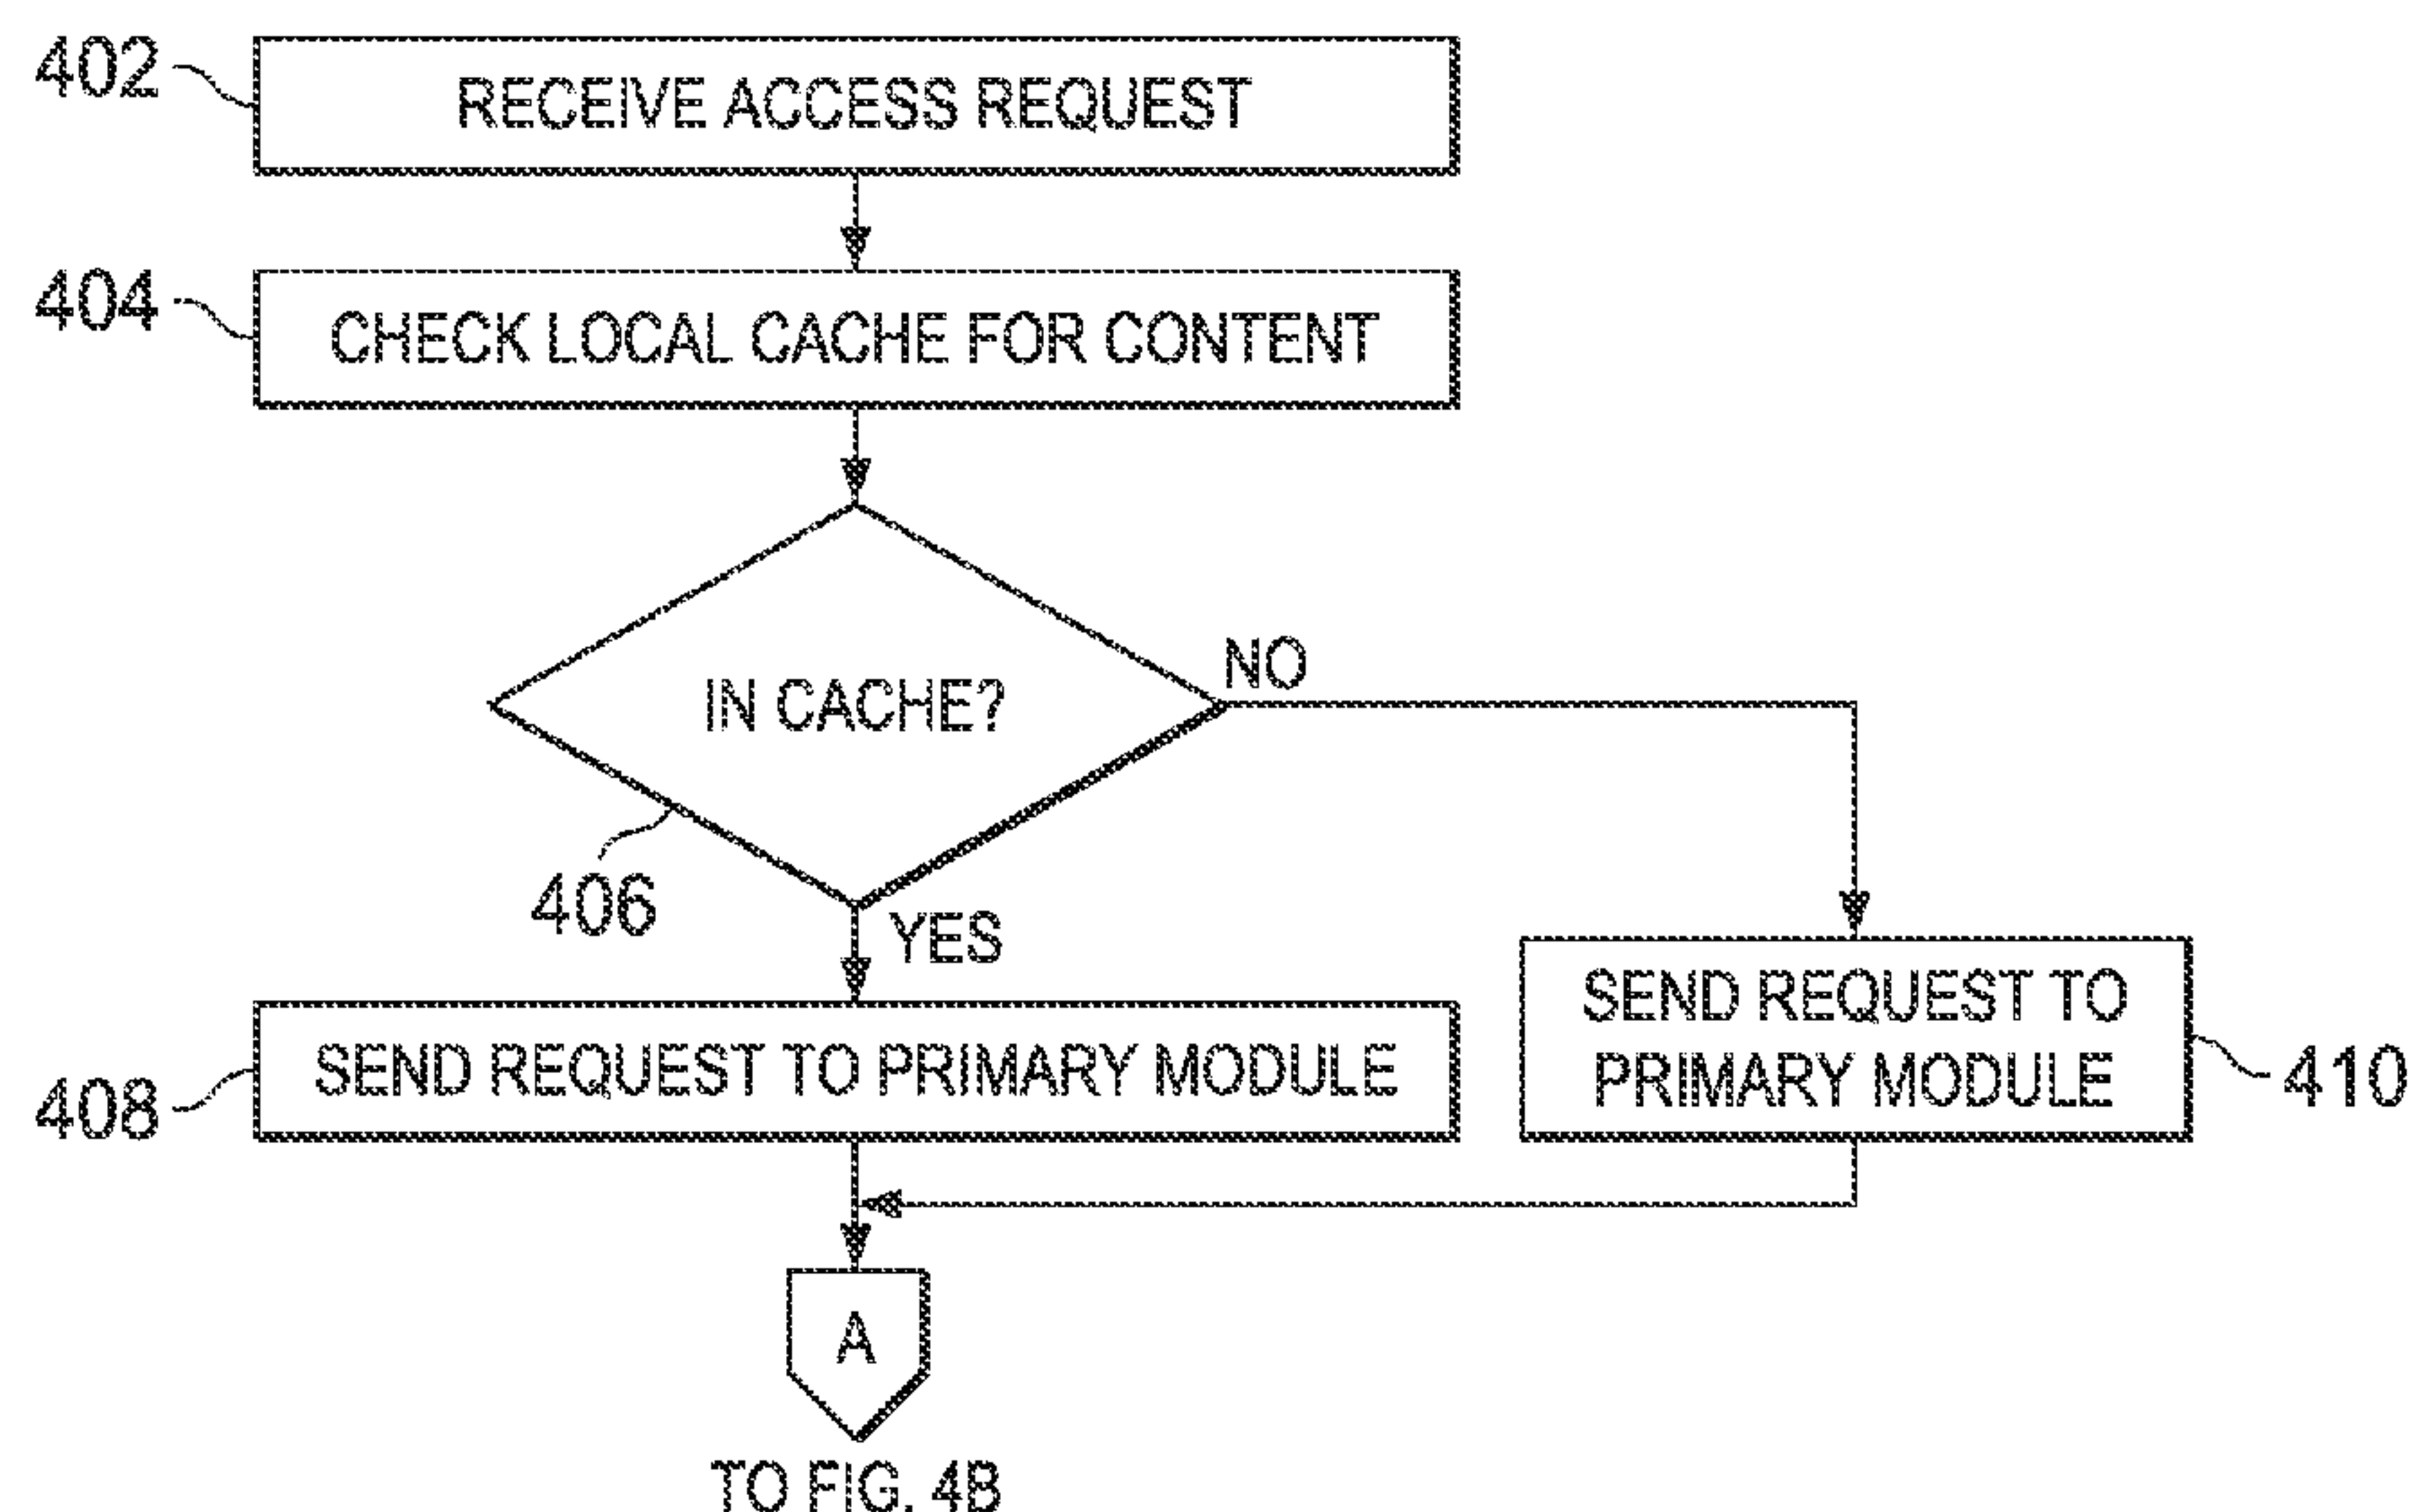 402
RECEIVE ACCESS REQUEST
404
CHECK LOCAL CACHE FOR CONTENT
IN CACHE?
NO
406
YES
408
SEND REQUEST TO PRIMARY MODULE
SEND REQUEST TO
PRIMARY MODULE
410
A
TO FIG. 4B